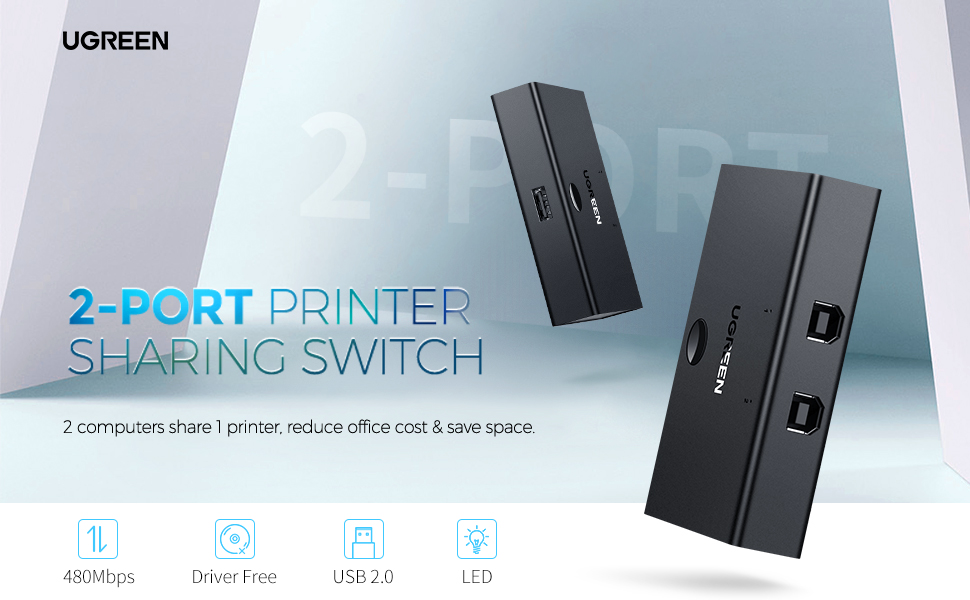 UGREEN
2-PORT
2-PORT PRINTER
SHARING SWITCH
2 computers share 1 printer, reduce office cost & save space.
UGREEN
UGREEN
480Mbps
Driver Free
USB 2.0
LED